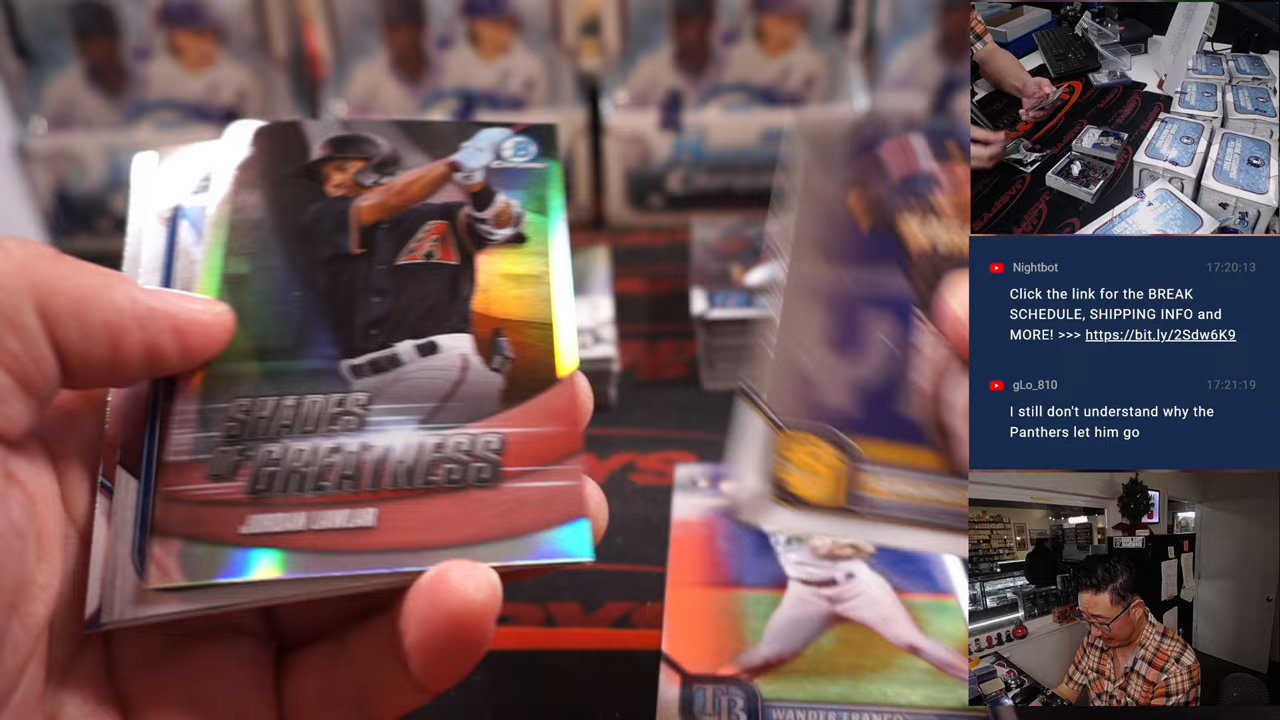 SHADES
OF GREATNESS
JORDAN LAWLAR
TB
WANDER FRANCO
Nightbot
17:20:13
Click the link for the BREAK
SCHEDULE, SHIPPING INFO and
MORE! >>> https://bit.ly/2Sdw6K9
gLo_810
17:21:19
I still don't understand why the
Panthers let him go